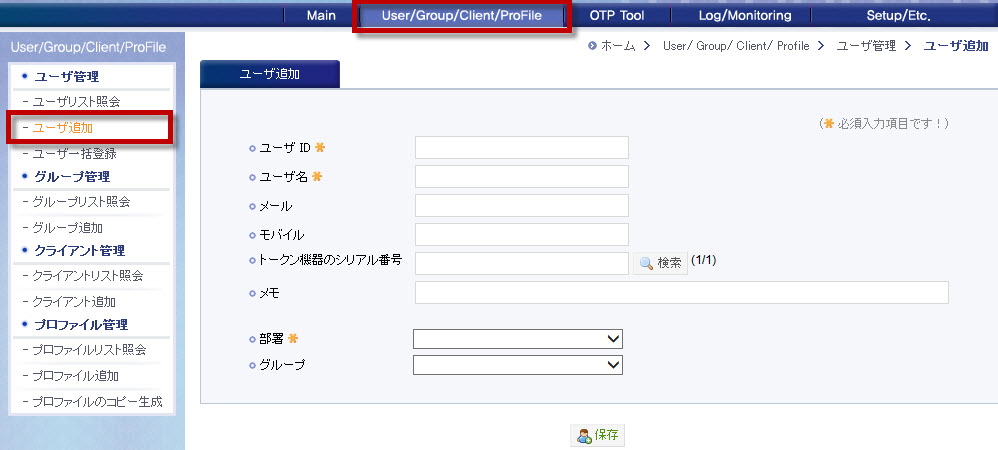 Main User/Group/Client/ProFile OTP Tool Log/Monitoring Setup/Etc.
User/Group/Client/ProFile
ホーム > User/ Group/ Client/ Profile > ユーザ管理 > ユーザ追加
ユーザ管理
- ユーザリスト照会
- ユーザ追加
- ユーザー括登録
グループ管理
- グループリスト照会
- グループ追加
クライアント管理
- クライアントリスト照会
- クライアント追加
プロファイル管理
- プロファイルリスト照会
- プロファイル追加
- プロファイルのコピー生成
ユーザ追加
(* 必須入力項目です!)
ユーザ ID *
ユーザ名 *
メール
モバイル
トークン機器のシリアル番号 検索 (1/1)
メモ
部署 *
グループ
保存